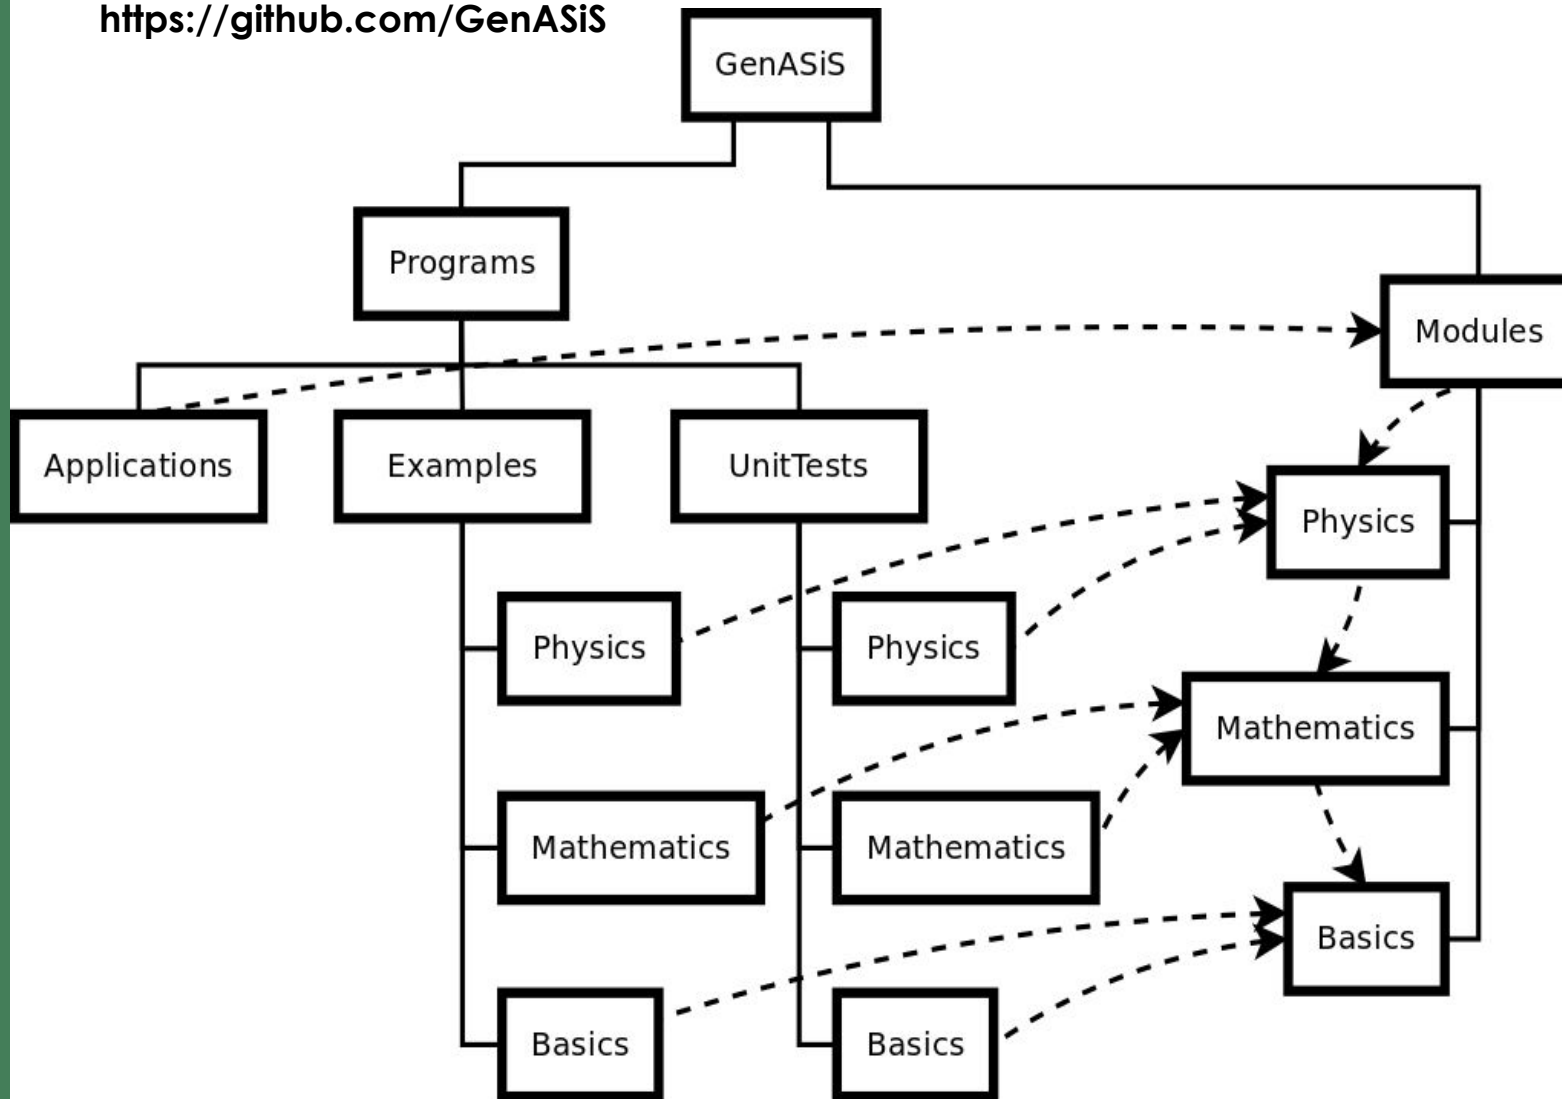 https://github.com/GenASiS
GenASiS
Programs
Modules
Applications
Examples
UnitTests
Physics
Physics
Physics
Mathematics
Mathematics
Mathematics
Basics
Basics
Basics